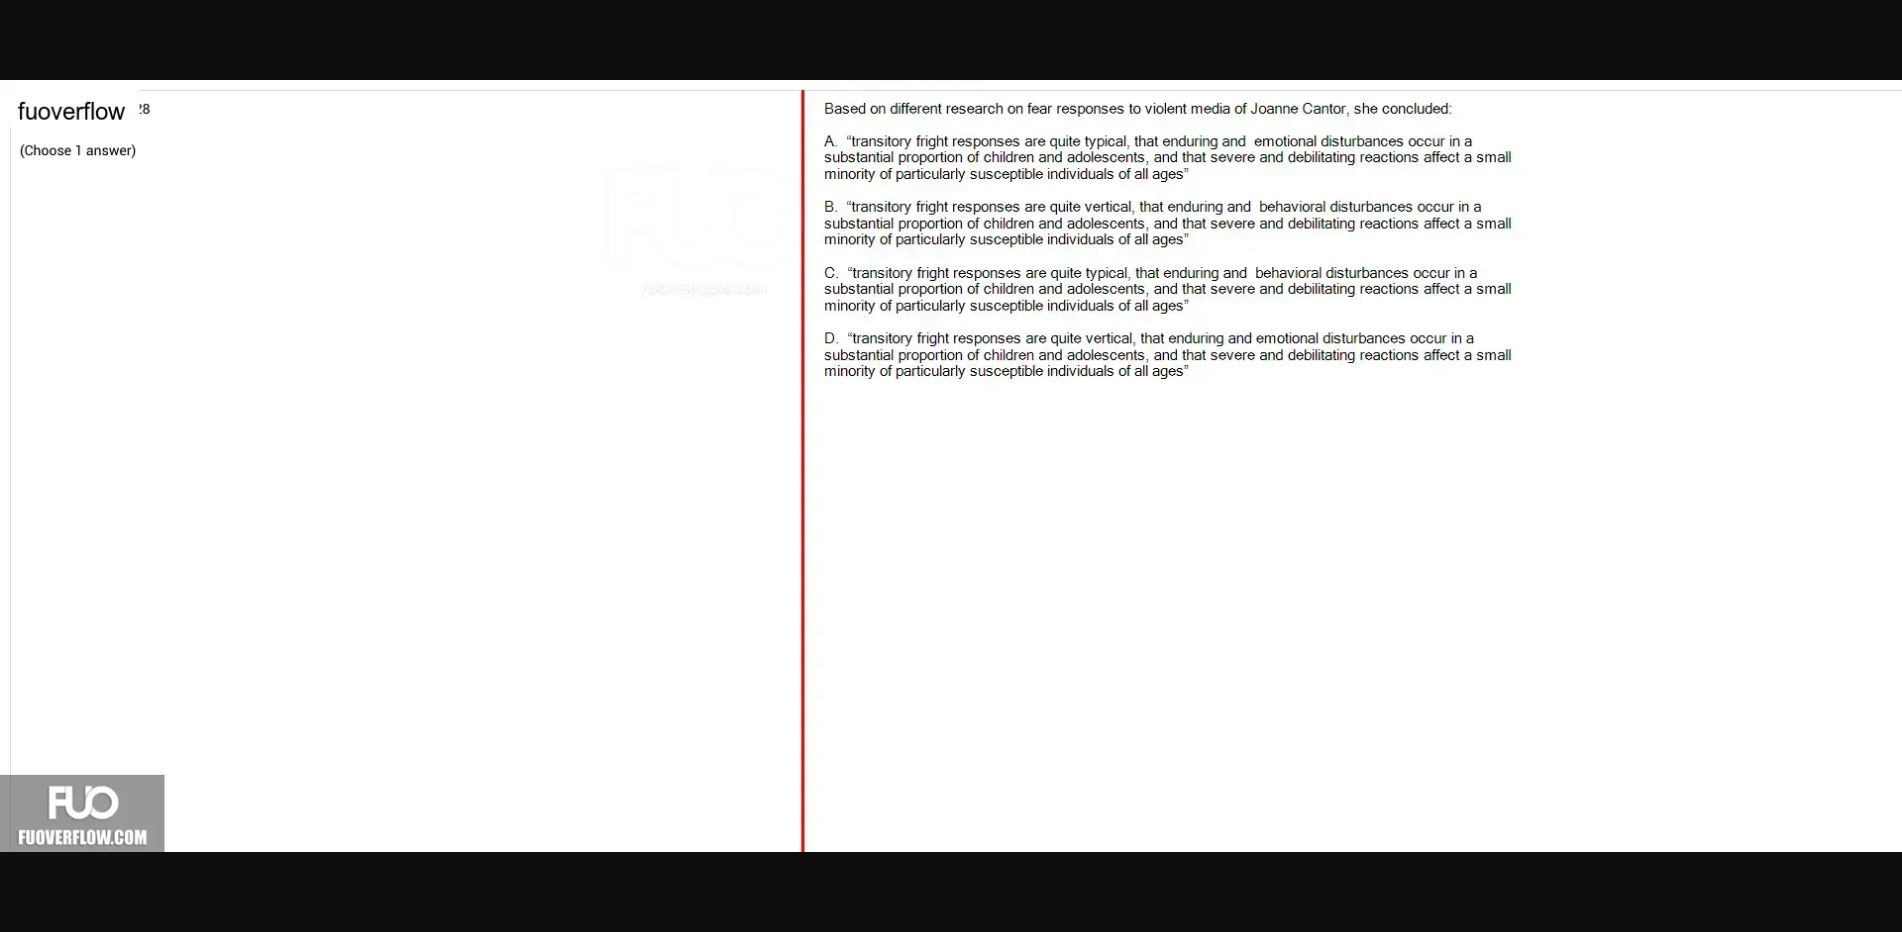 fuoverflow :8
(Choose 1 answer)
Based on different research on fear responses to violent media of Joanne Cantor, she concluded:
A. “transitory fright responses are quite typical, that enduring and emotional disturbances occur in a
substantial proportion of children and adolescents, and that severe and debilitating reactions affect a small
minority of particularly susceptible individuals of all ages”
B. “transitory fright responses are quite vertical, that enduring and behavioral disturbances occur in a
substantial proportion of children and adolescents, and that severe and debilitating reactions affect a small
minority of particularly susceptible individuals of all ages”
C. “transitory fright responses are quite typical, that enduring and behavioral disturbances occur in a
substantial proportion of children and adolescents, and that severe and debilitating reactions affect a small
minority of particularly susceptible individuals of all ages”
D. “transitory fright responses are quite vertical, that enduring and emotional disturbances occur in a
substantial proportion of children and adolescents, and that severe and debilitating reactions affect a small
minority of particularly susceptible individuals of all ages”
FUO
FUOVERFLOW.COM
FUO
FUOVERFLOW.COM